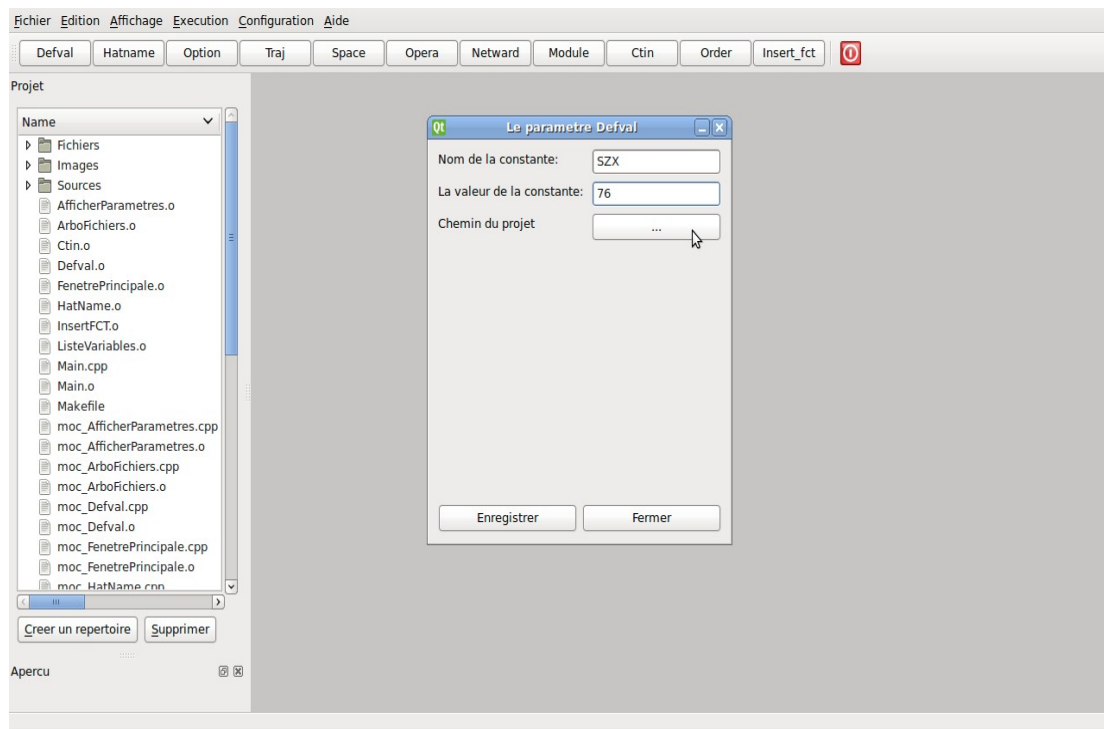 Fichier Edition Affichage Execution Configuration Aide
Defval Hatname Option Traj Space Opera Netward Module Ctin Order Insert_fct
Projet
Name
Fichiers
Images
Sources
AfficherParametres.o
ArboFichiers.o
Ctin.o
Defval.o
FenetrePrincipale.o
HatName.o
InsertFCT.o
ListeVariables.o
Main.cpp
Main.o
Makefile
moc_AfficherParametres.cpp
moc_AfficherParametres.o
moc_ArboFichiers.cpp
moc_ArboFichiers.o
moc_Defval.cpp
moc_Defval.o
moc_FenetrePrincipale.cpp
moc_FenetrePrincipale.o
moc_HatName.cpp
Creer un repertoire Supprimer
Apercu
Qt Le parametre Defval
Nom de la constante: SZX
La valeur de la constante: 76
Chemin du projet ...
Enregistrer Fermer